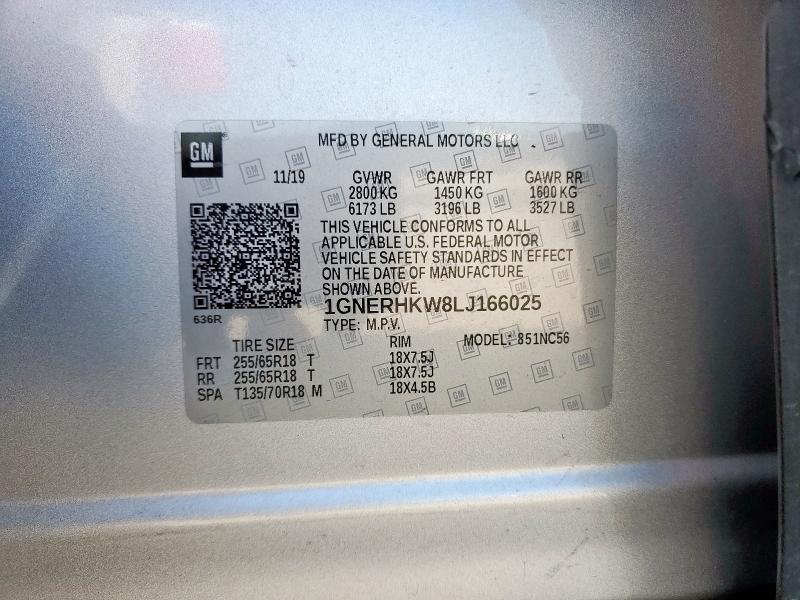 GM
MFD BY GENERAL MOTORS LLC
11/19 GVWR GAWR FRT GAWR RR
2800 KG 1450 KG 1600 KG
6173 LB 3196 LB 3527 LB
THIS VEHICLE CONFORMS TO ALL
APPLICABLE U.S. FEDERAL MOTOR
VEHICLE SAFETY STANDARDS IN EFFECT
ON THE DATE OF MANUFACTURE
SHOWN ABOVE.
1GNERHKW8LJ166025
636R
TYPE: M.P.V.
TIRE SIZE RIM MODEL: 851NC56
FRT 255/65R18 T 18X7.5J
RR 255/65R18 T 18X7.5J
SPA T135/70R18 M 18X4.5B